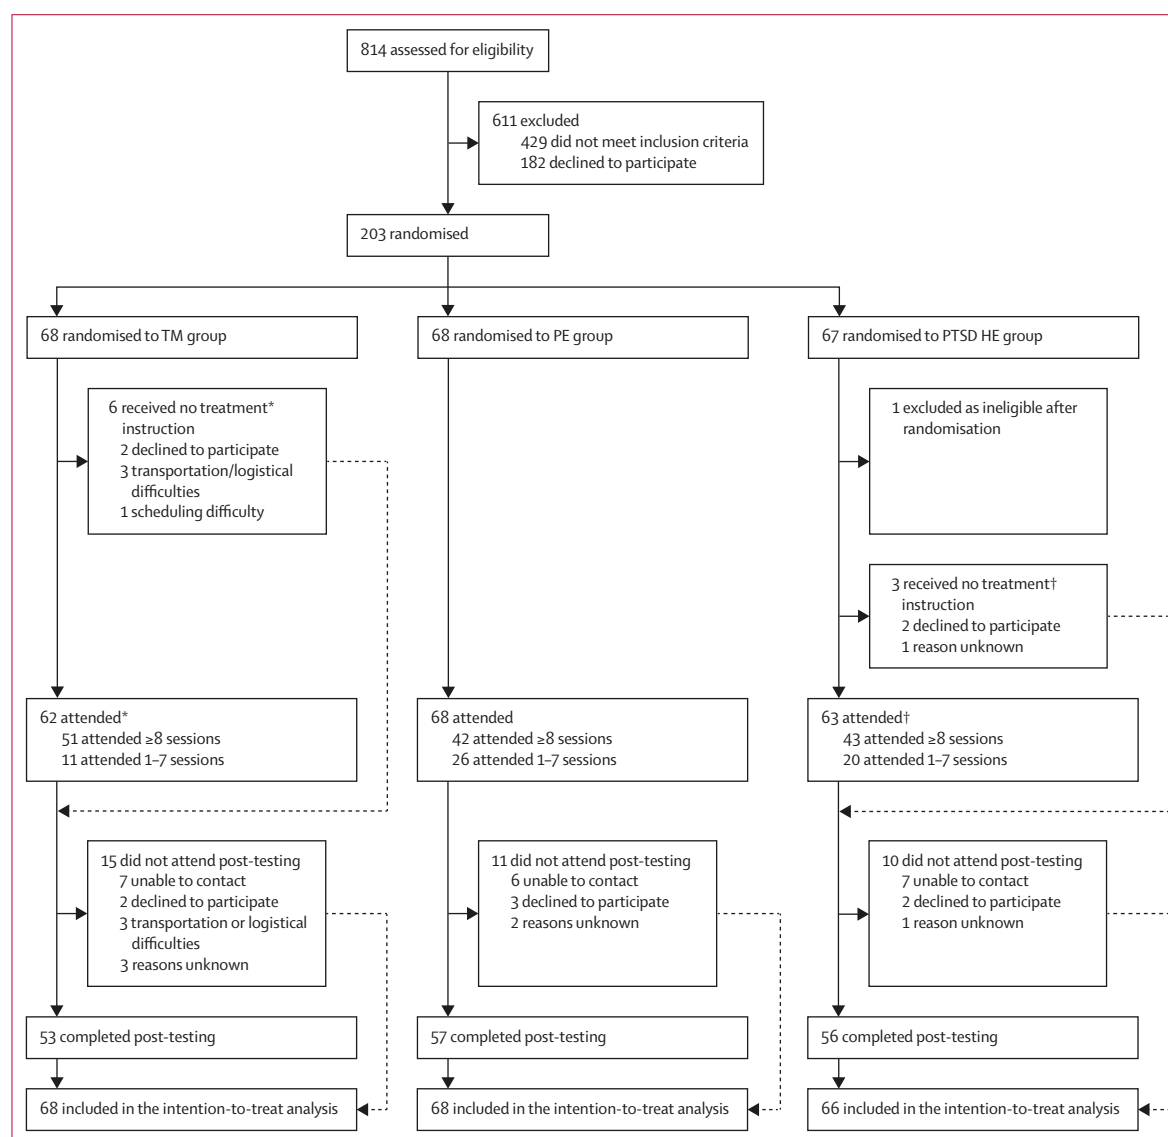 814 assessed for eligibility
611 excluded
429 did not meet inclusion criteria
182 declined to participate
203 randomised
68 randomised to TM group
68 randomised to PE group
67 randomised to PTSD HE group
6 received no treatment*
instruction
2 declined to participate
3 transportation/logistical
difficulties
1 scheduling difficulty
1 excluded as ineligible after
randomisation
3 received no treatment†
instruction
2 declined to participate
1 reason unknown
62 attended*
51 attended ≥8 sessions
11 attended 1–7 sessions
68 attended
42 attended ≥8 sessions
26 attended 1–7 sessions
63 attended†
43 attended ≥8 sessions
20 attended 1–7 sessions
15 did not attend post-testing
7 unable to contact
2 declined to participate
3 transportation or logistical
difficulties
3 reasons unknown
11 did not attend post-testing
6 unable to contact
3 declined to participate
2 reasons unknown
10 did not attend post-testing
7 unable to contact
2 declined to participate
1 reason unknown
53 completed post-testing
57 completed post-testing
56 completed post-testing
68 included in the intention-to-treat analysis
68 included in the intention-to-treat analysis
66 included in the intention-to-treat analysis